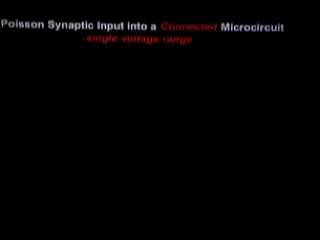 Poisson Synaptic Input into a Connected Microcircuit
-single voltage range